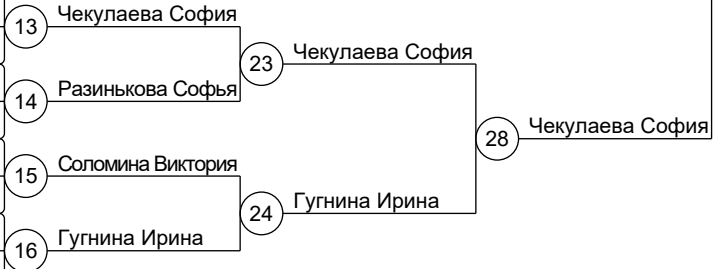 13 Чекулаева София
23 Чекулаева София
14 Разинькова Софья
28 Чекулаева София
15 Соломина Виктория
24 Гугнина Ирина
16 Гугнина Ирина